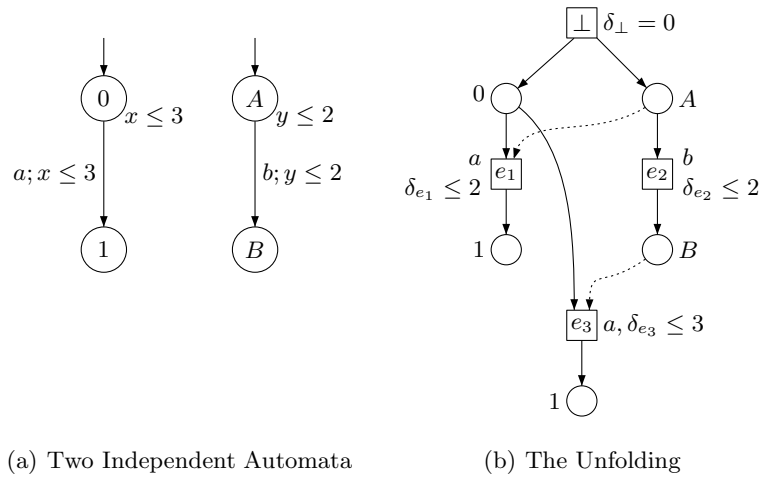 0
x ≤ 3
a; x ≤ 3
1
A
y ≤ 2
b; y ≤ 2
B
(a) Two Independent Automata
⊥ δ⊥ = 0
0
A
a
e₁
δe₁ ≤ 2
b
e₂
δe₂ ≤ 2
1
B
e₃ a, δe₃ ≤ 3
1
(b) The Unfolding